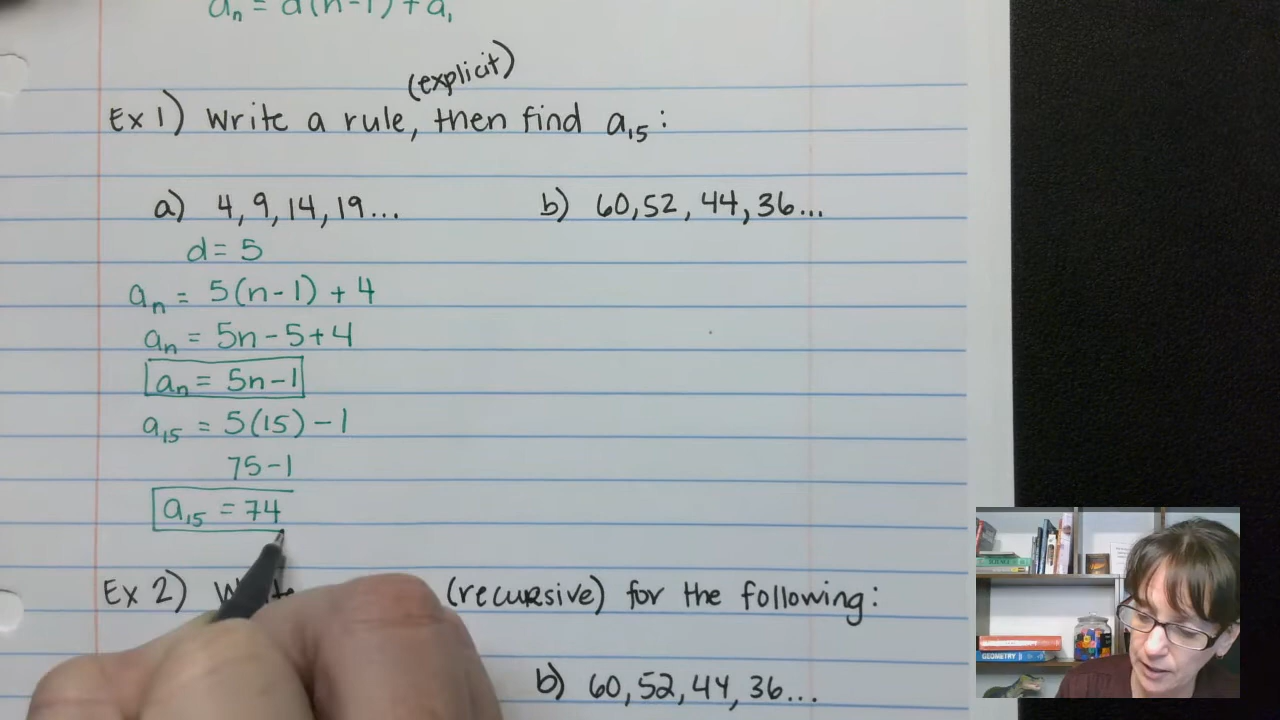 aₙ = d(n-1) + a₁
(explicit)
Ex 1) Write a rule, then find a₁₅:
a) 4, 9, 14, 19...
b) 60, 52, 44, 36...
d = 5
aₙ = 5(n-1) + 4
aₙ = 5n - 5 + 4
aₙ = 5n - 1
a₁₅ = 5(15) - 1
75 - 1
a₁₅ = 74
Ex 2) (recursive) for the following:
b) 60, 52, 44, 36...
GEOMETRY